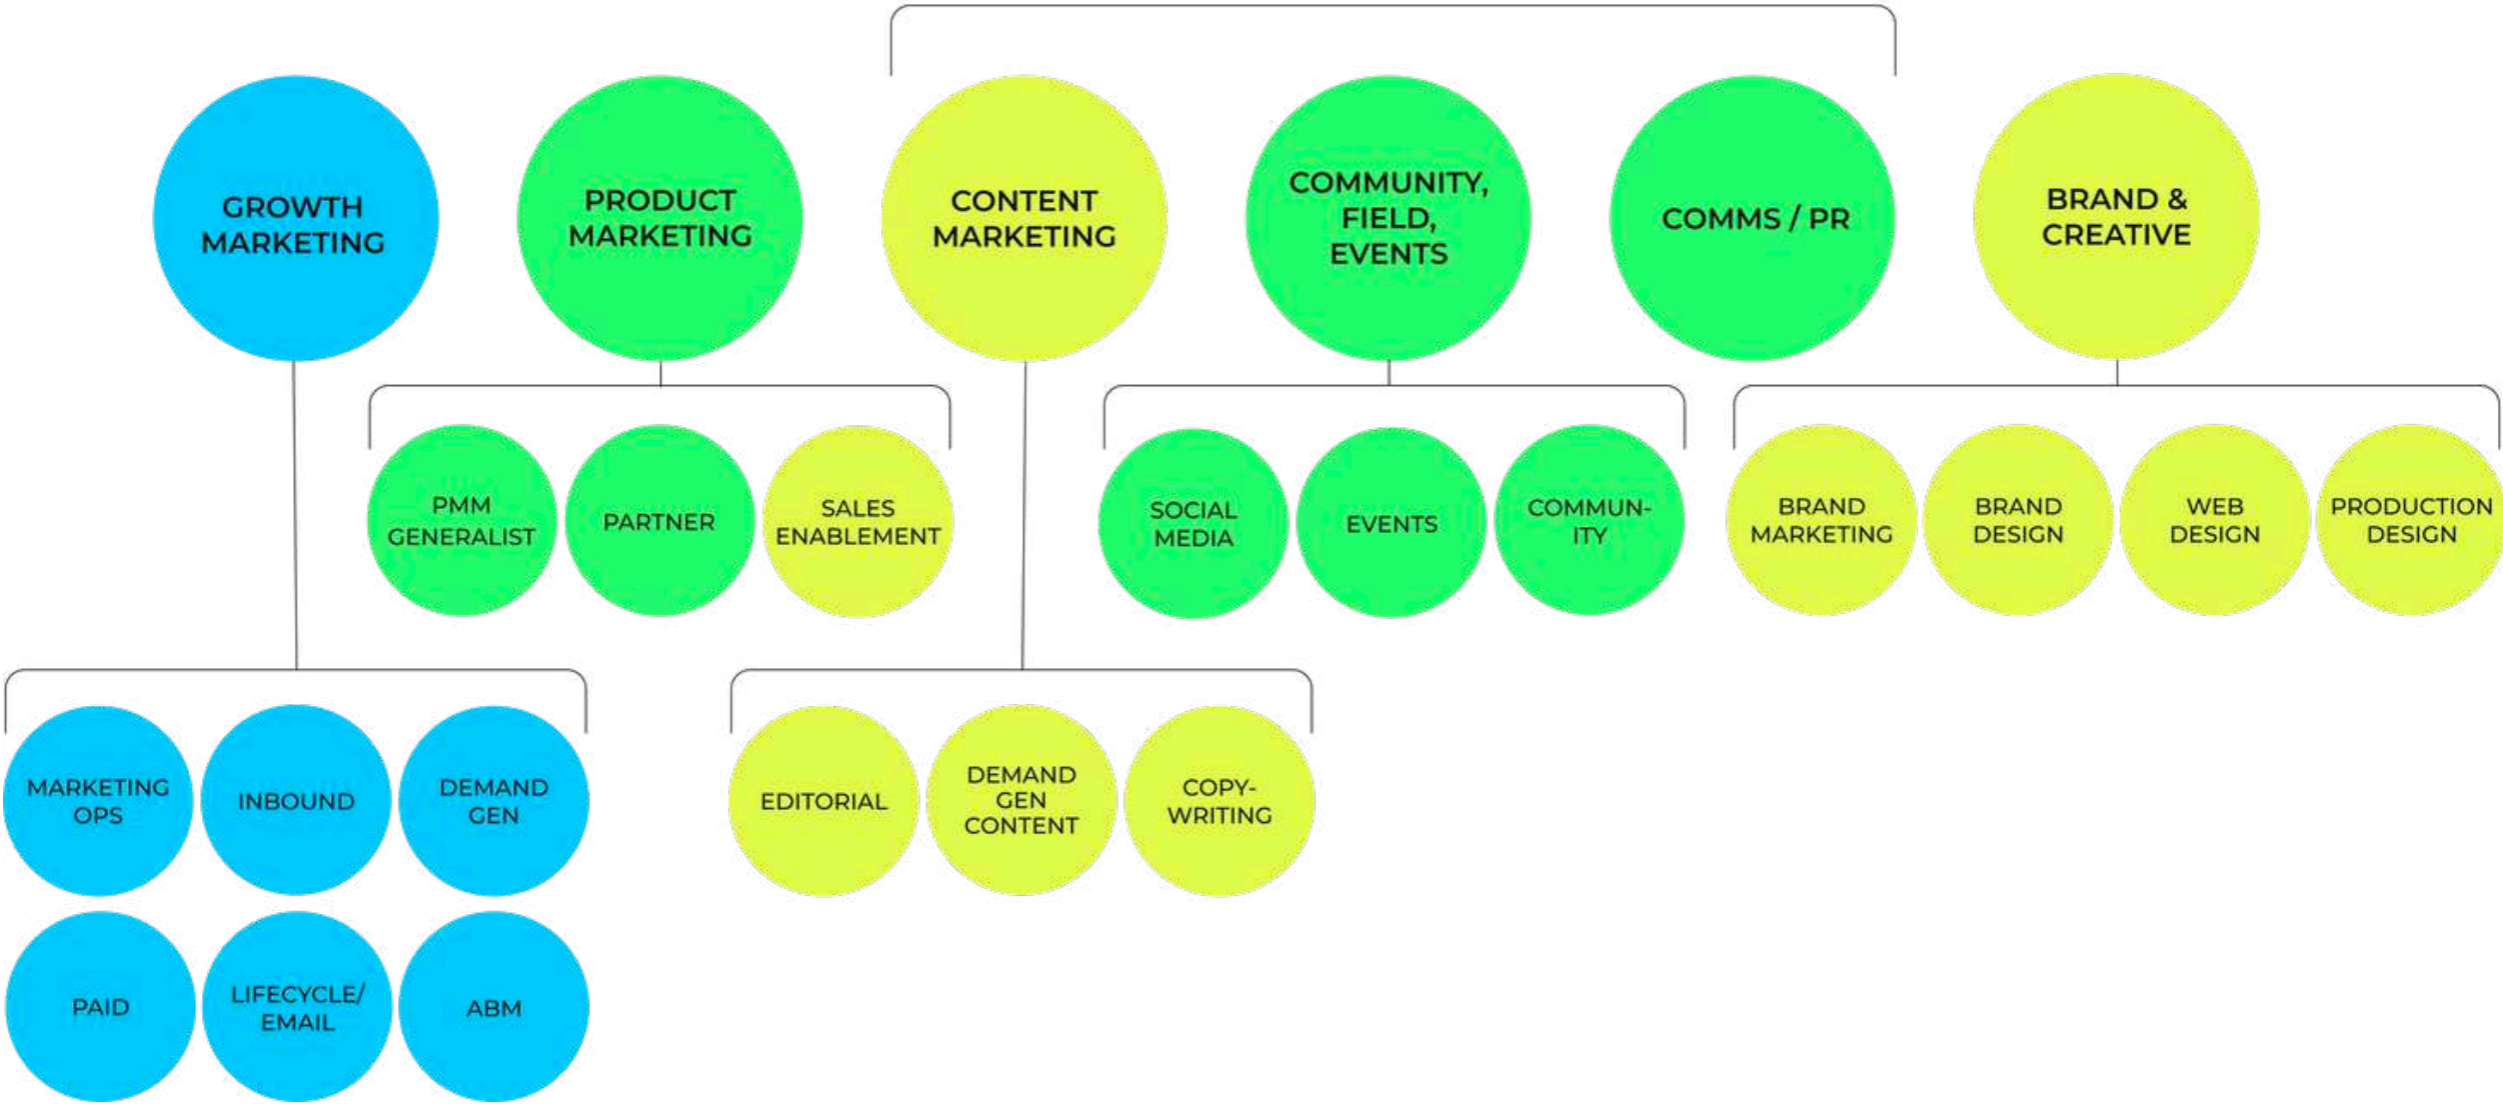 GROWTH
MARKETING
PRODUCT
MARKETING
CONTENT
MARKETING
COMMUNITY,
FIELD,
EVENTS
COMMS / PR
BRAND &
CREATIVE
PMM
GENERALIST
PARTNER
SALES
ENABLEMENT
SOCIAL
MEDIA
EVENTS
COMMUN-
ITY
BRAND
MARKETING
BRAND
DESIGN
WEB
DESIGN
PRODUCTION
DESIGN
MARKETING
OPS
INBOUND
DEMAND
GEN
EDITORIAL
DEMAND
GEN
CONTENT
COPY-
WRITING
PAID
LIFECYCLE/
EMAIL
ABM